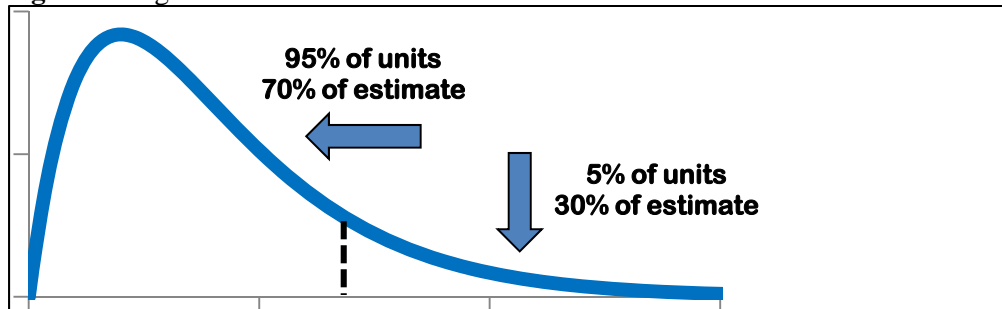 95% of units
70% of estimate
5% of units
30% of estimate